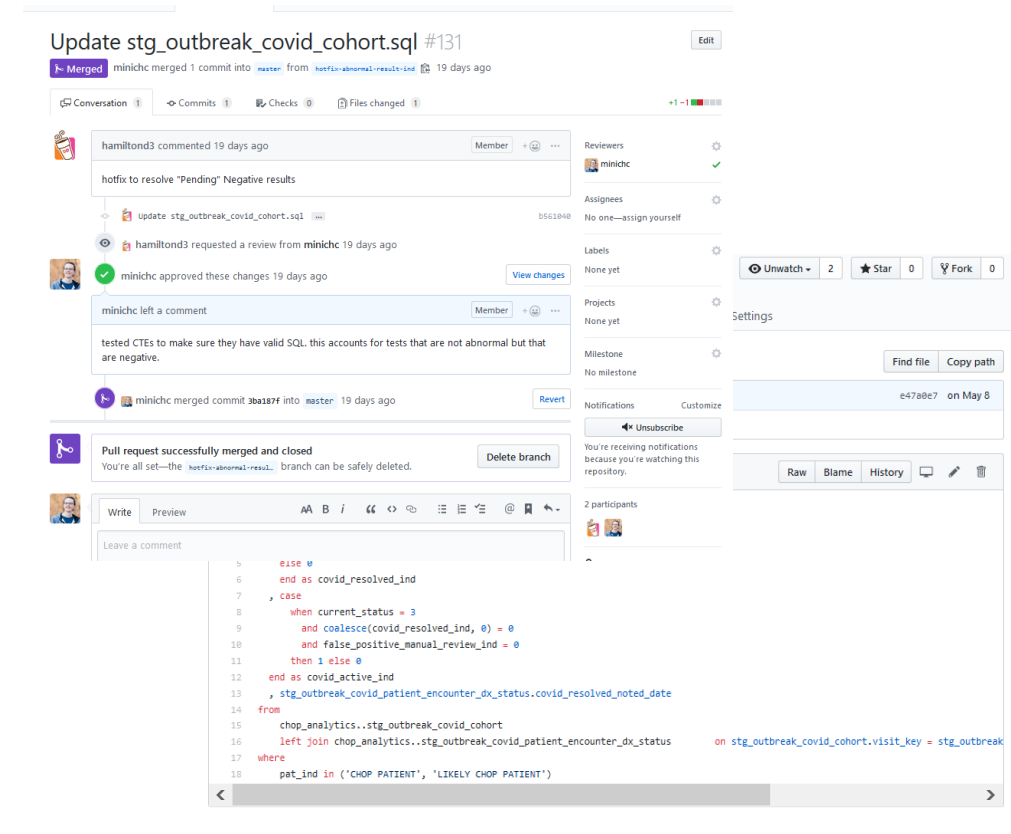 Update stg_outbreak_covid_cohort.sql #131
Edit
Merged minichc merged 1 commit into master from hotfix-abnormal-result-ind 19 days ago
Conversation 1 Commits 1 Checks 0 Files changed 1 +1 −1
hamiltond3 commented 19 days ago Member
hotfix to resolve "Pending" Negative results
update stg_outbreak_covid_cohort.sql … b561040
hamiltond3 requested a review from minichc 19 days ago
minichc approved these changes 19 days ago View changes
minichc left a comment Member
tested CTEs to make sure they have valid SQL. this accounts for tests that are not abnormal but that
are negative.
minichc merged commit 3ba187f into master 19 days ago Revert
Pull request successfully merged and closed
You're all set—the hotfix-abnormal-resul… branch can be safely deleted.
Delete branch
Write Preview AA B i
Leave a comment
Reviewers
minichc
Assignees
No one—assign yourself
Labels
None yet
Projects
None yet
Milestone
No milestone
Notifications Customize
Unsubscribe
You're receiving notifications
because you're watching this
repository.
2 participants
Unwatch 2 Star 0 Fork 0
Settings
Find file Copy path
e47a0e7 on May 8
Raw Blame History
5 else 0
6 end as covid_resolved_ind
7 , case
8 when current_status = 3
9 and coalesce(covid_resolved_ind, 0) = 0
10 and false_positive_manual_review_ind = 0
11 then 1 else 0
12 end as covid_active_ind
13 , stg_outbreak_covid_patient_encounter_dx_status.covid_resolved_noted_date
14 from
15 chop_analytics..stg_outbreak_covid_cohort
16 left join chop_analytics..stg_outbreak_covid_patient_encounter_dx_status on stg_outbreak_covid_cohort.visit_key = stg_outbreak
17 where
18 pat_ind in ('CHOP PATIENT', 'LIKELY CHOP PATIENT')